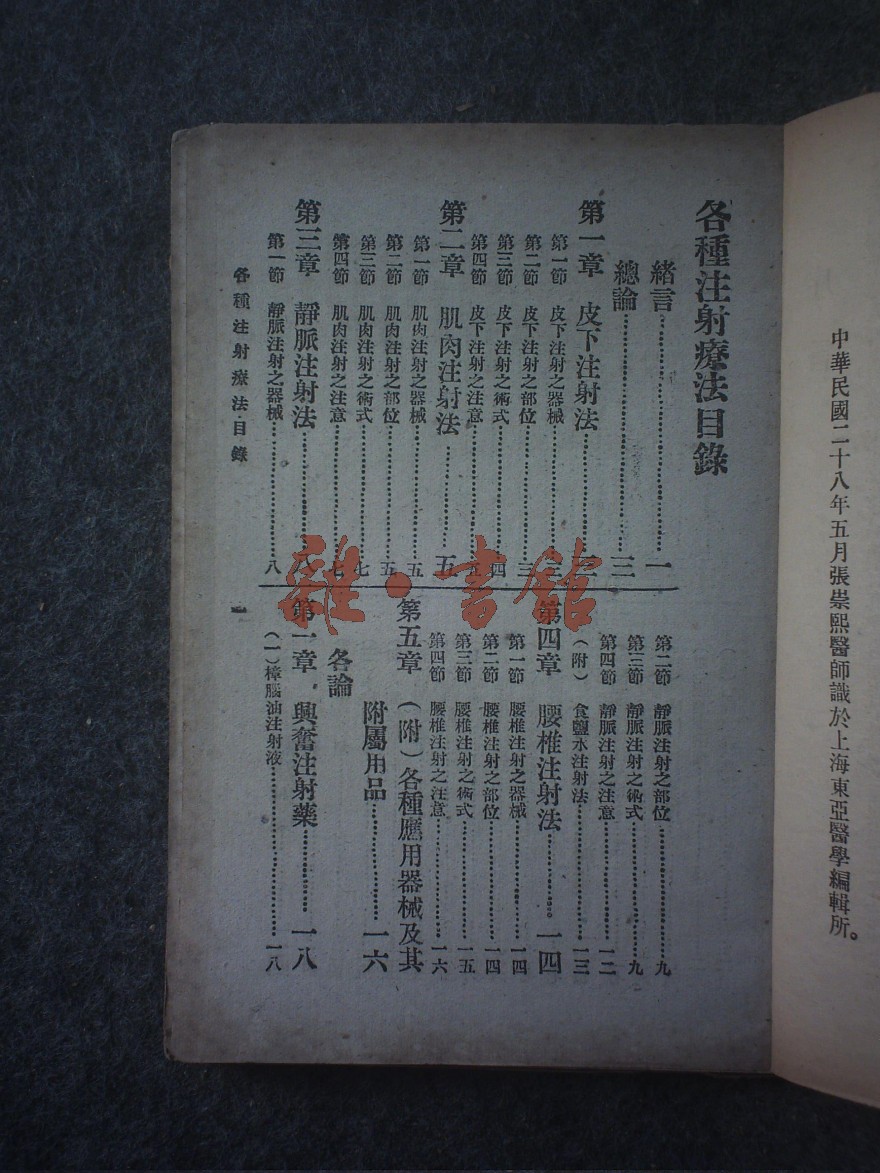 中華民國二十八年五月張崇熙醫師識於上海東亞醫學編輯所。
各種注射療法目錄
緒言……一
總論……三
第一章 皮下注射法……三
第一節 皮下注射之器械……三
第二節 皮下注射之部位……三
第三節 皮下注射之術式……四
第四節 皮下注射之注意……五
第二章 肌肉注射法……五
第一節 肌肉注射之器械……五
第二節 肌肉注射之部位……五
第三節 肌肉注射之術式……七
第四節 肌肉注射之注意……七
第三章 靜脈注射法……八
第一節 靜脈注射之器械……八
第二節 靜脈注射之部位……九
第三節 靜脈注射之術式……九
第四節 靜脈注射之注意……一二
(附) 食鹽水注射法……一三
第四章 腰椎注射法……一四
第一節 腰椎注射之器械……一四
第二節 腰椎注射之部位……一四
第三節 腰椎注射之術式……一五
第四節 腰椎注射之注意……一六
第五章 (附)各種應用器械及其
附屬用品……一六
各論
第一章 興奮注射藥……一八
(一)樟腦油注射液……一八
各種注射療法目錄
一
雜·書館